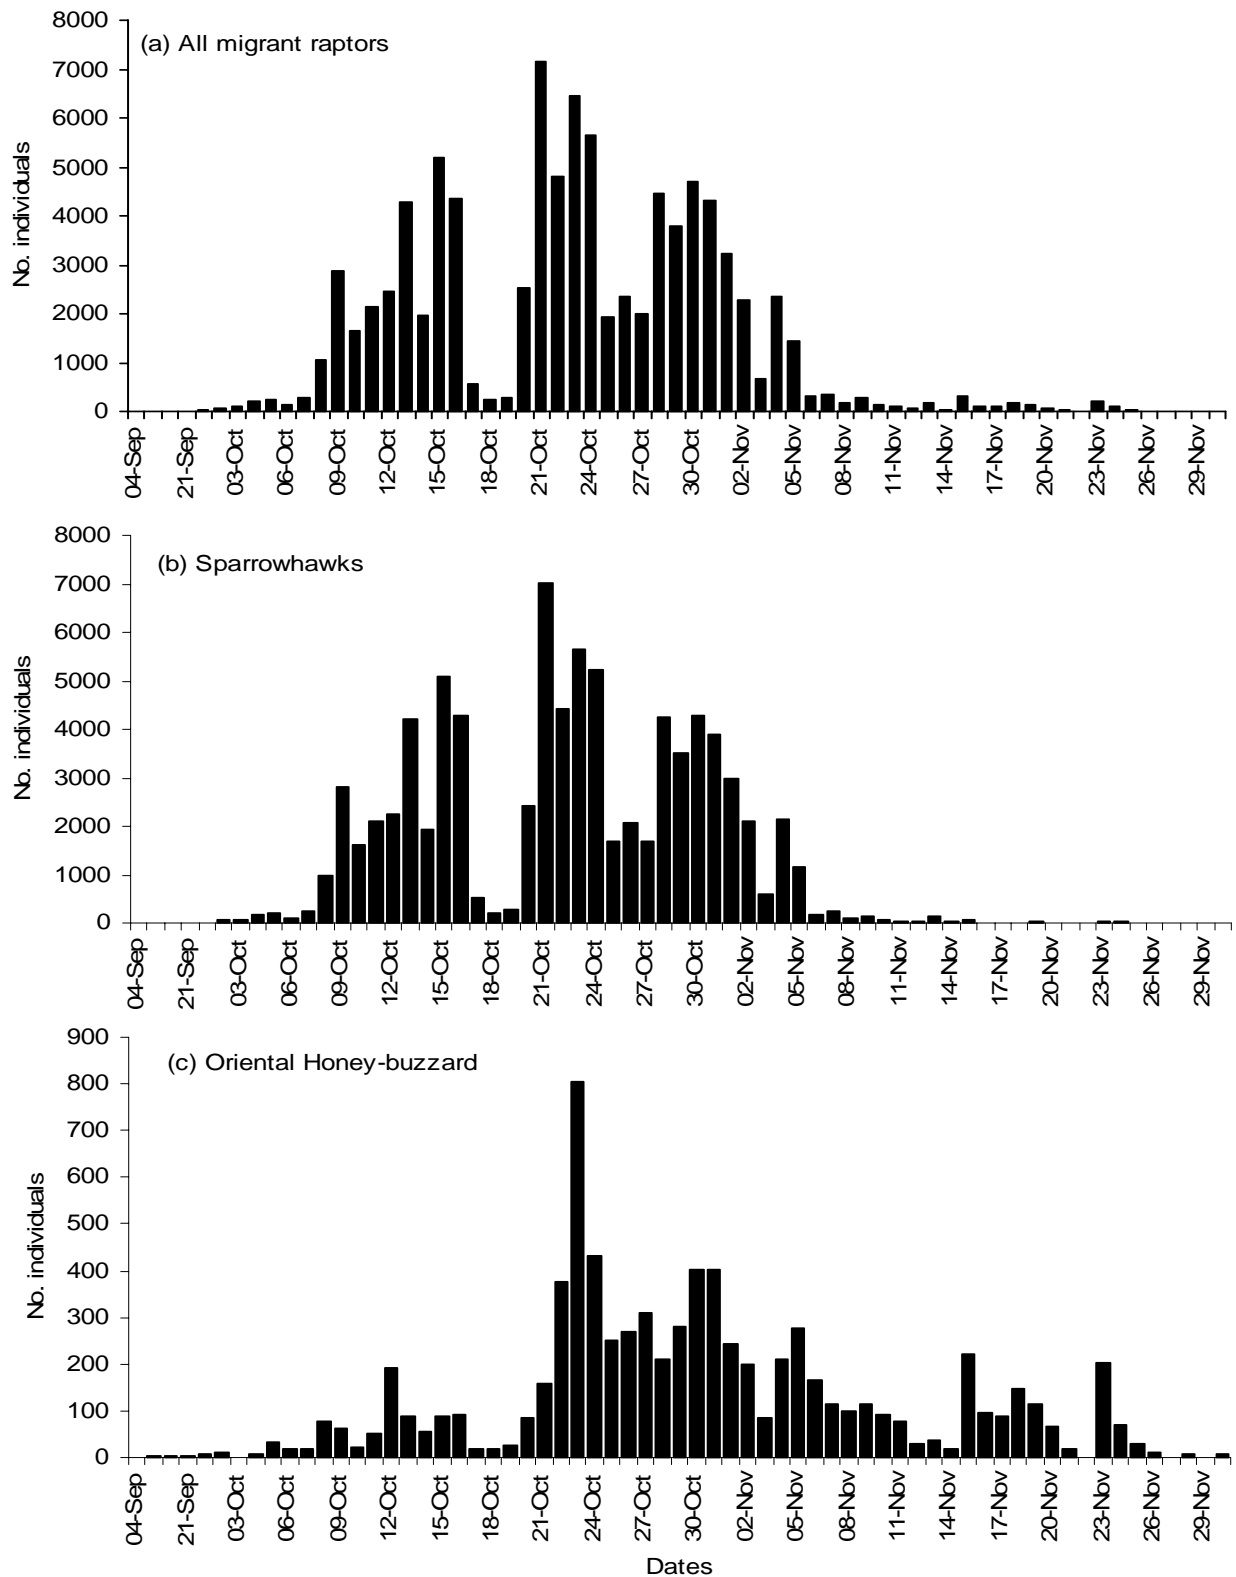 (a) All migrant raptors
No. individuals
8000
7000
6000
5000
4000
3000
2000
1000
0
04-Sep
21-Sep
03-Oct
06-Oct
09-Oct
12-Oct
15-Oct
18-Oct
21-Oct
24-Oct
27-Oct
30-Oct
02-Nov
05-Nov
08-Nov
11-Nov
14-Nov
17-Nov
20-Nov
23-Nov
26-Nov
29-Nov
(b) Sparrowhawks
No. individuals
8000
7000
6000
5000
4000
3000
2000
1000
0
04-Sep
21-Sep
03-Oct
06-Oct
09-Oct
12-Oct
15-Oct
18-Oct
21-Oct
24-Oct
27-Oct
30-Oct
02-Nov
05-Nov
08-Nov
11-Nov
14-Nov
17-Nov
20-Nov
23-Nov
26-Nov
29-Nov
(c) Oriental Honey-buzzard
No. individuals
900
800
700
600
500
400
300
200
100
0
04-Sep
21-Sep
03-Oct
06-Oct
09-Oct
12-Oct
15-Oct
18-Oct
21-Oct
24-Oct
27-Oct
30-Oct
02-Nov
05-Nov
08-Nov
11-Nov
14-Nov
17-Nov
20-Nov
23-Nov
26-Nov
29-Nov
Dates